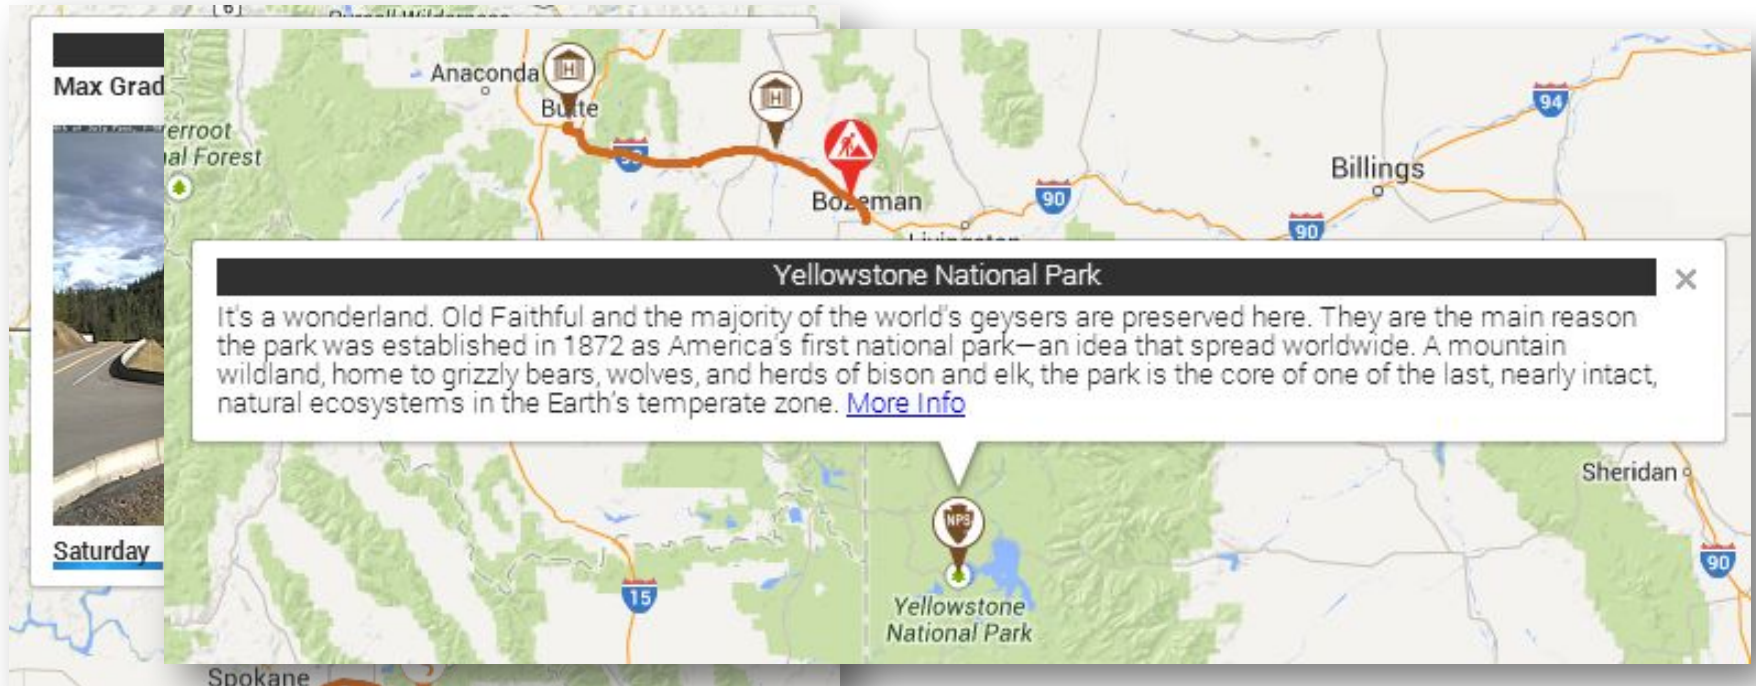 Max Grad
Anaconda
H
Butte
H
94
erroot
al Forest
Billings
90
Bozeman
90
Yellowstone National Park
It's a wonderland. Old Faithful and the majority of the world's geysers are preserved here. They are the main reason
the park was established in 1872 as America's first national park—an idea that spread worldwide. A mountain
wildland, home to grizzly bears, wolves, and herds of bison and elk, the park is the core of one of the last, nearly intact,
natural ecosystems in the Earth's temperate zone. More Info
Sheridan
NPS
Saturday
90
15
Yellowstone
National Park
Spokane